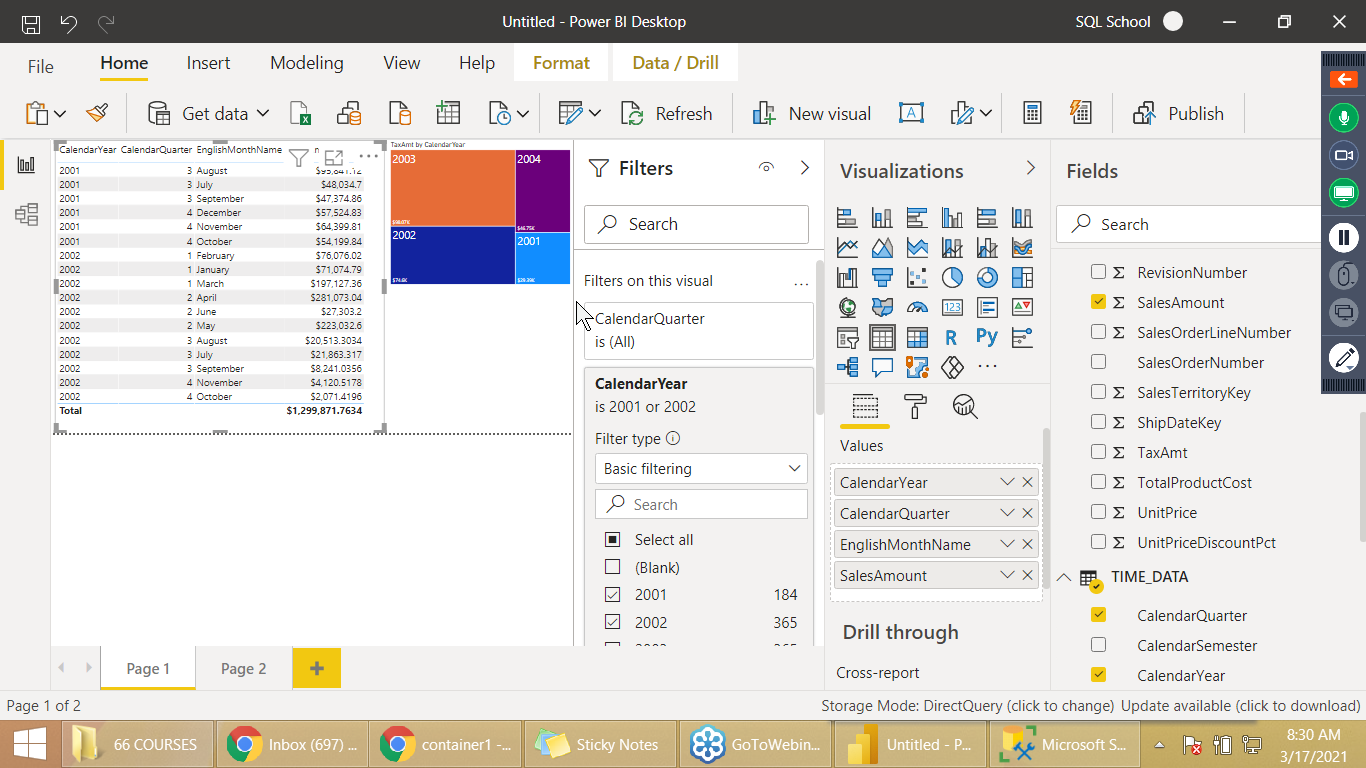 Untitled - Power BI Desktop
SQL School
File Home Insert Modeling View Help Format Data / Drill
Get data Refresh New visual Publish
CalendarYear CalendarQuarter EnglishMonthName
2001 3 August $95,841.12
2001 3 July $48,034.7
2001 3 September $47,374.86
2001 4 December $57,524.83
2001 4 November $64,399.81
2001 4 October $54,199.84
2002 1 February $76,076.02
2002 1 January $71,074.79
2002 1 March $197,127.36
2002 2 April $281,073.04
2002 2 June $27,303.2
2002 2 May $223,032.6
2002 3 August $20,513.3034
2002 3 July $21,863.317
2002 3 September $8,241.0356
2002 4 November $4,120.5178
2002 4 October $2,071.4196
Total $1,299,871.7634
TaxAmt by CalendarYear
2003
2004
2002
2001
Filters
Search
Filters on this visual
...
CalendarQuarter
is (All)
CalendarYear
is 2001 or 2002
Filter type
Basic filtering
Search
Select all
(Blank)
2001 184
2002 365
Visualizations
123
R
Py
Values
CalendarYear
CalendarQuarter
EnglishMonthName
SalesAmount
Drill through
Cross-report
Fields
Search
RevisionNumber
SalesAmount
SalesOrderLineNumber
SalesOrderNumber
SalesTerritoryKey
ShipDateKey
TaxAmt
TotalProductCost
UnitPrice
UnitPriceDiscountPct
TIME_DATA
CalendarQuarter
CalendarSemester
CalendarYear
Page 1 Page 2 +
Page 1 of 2
Storage Mode: DirectQuery (click to change) Update available (click to download)
66 COURSES Inbox (697) ... container1 -... Sticky Notes GoToWebin... Untitled - P... Microsoft S...
8:30 AM
3/17/2021